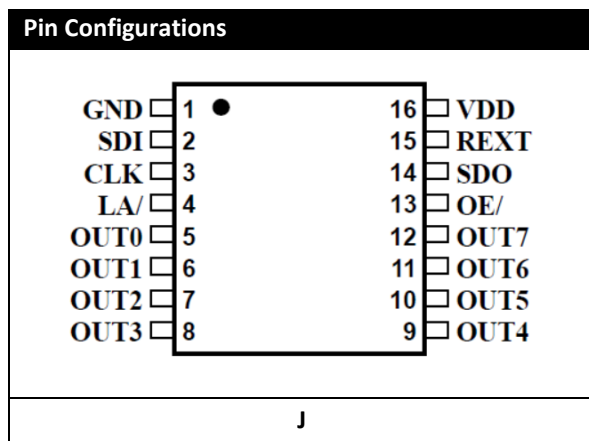 Pin Configurations
GND 1 16 VDD
SDI 2 15 REXT
CLK 3 14 SDO
LA/ 4 13 OE/
OUT0 5 12 OUT7
OUT1 6 11 OUT6
OUT2 7 10 OUT5
OUT3 8 9 OUT4
J